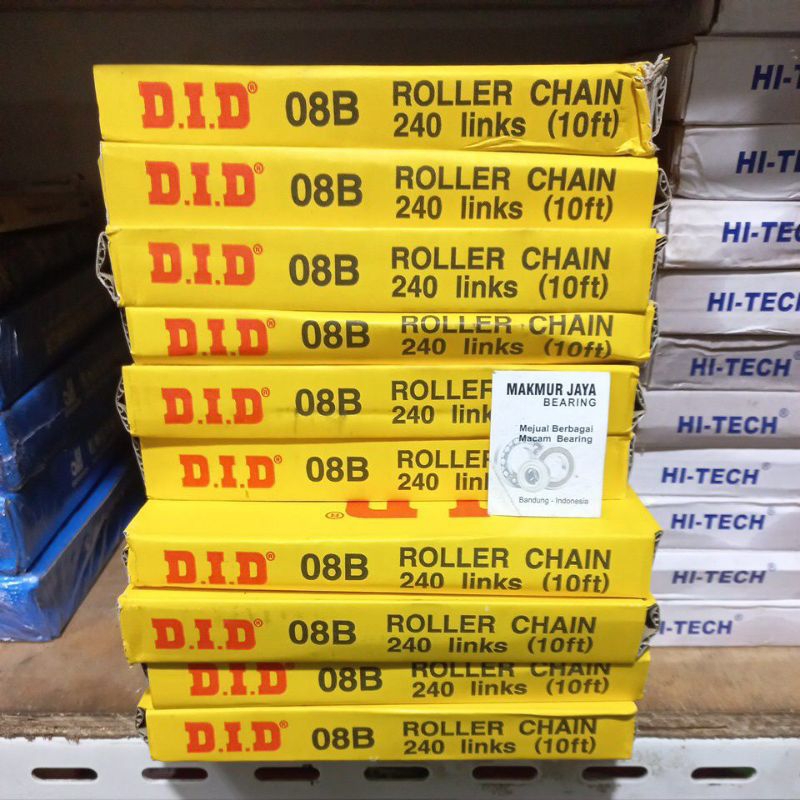 D.I.D® 08B ROLLER CHAIN
240 links (10ft)
D.I.D® 08B ROLLER CHAIN
240 links (10ft)
D.I.D® 08B ROLLER CHAIN
240 links (10ft)
D.I.D® 08B ROLLER CHAIN
240 links (10ft)
D.I.D® 08B ROLLER
240 links
D.I.D® 08B ROLLER
240
MAKMUR JAYA
BEARING
Mejual Berbagai
Macam Bearing
Bandung - Indonesia
D.I.D® 08B ROLLER CHAIN
240 links (10ft)
D.I.D® 08B ROLLER CHAIN
240 links (10ft)
D.I.D® 08B ROLLER CHAIN
240 links (10ft)
D.I.D® 08B ROLLER CHAIN
240 links (10ft)
HI-TECH
HI-TECH
HI-TECH
HI-TECH
HI-TECH®
HI-TECH®
HI-TECH®
HI-TECH®
HI-TECH®
HI-TECH®